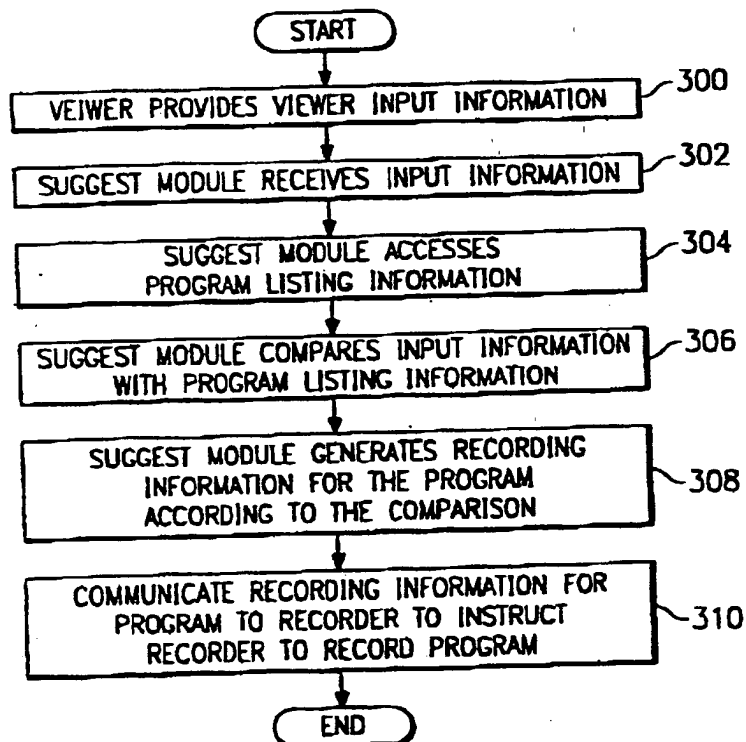 START
VEIWER PROVIDES VIEWER INPUT INFORMATION
300
SUGGEST MODULE RECEIVES INPUT INFORMATION
302
SUGGEST MODULE ACCESSES
PROGRAM LISTING INFORMATION
304
SUGGEST MODULE COMPARES INPUT INFORMATION
WITH PROGRAM LISTING INFORMATION
306
SUGGEST MODULE GENERATES RECORDING
INFORMATION FOR THE PROGRAM
ACCORDING TO THE COMPARISON
308
COMMUNICATE RECORDING INFORMATION FOR
PROGRAM TO RECORDER TO INSTRUCT
RECORDER TO RECORD PROGRAM
310
END